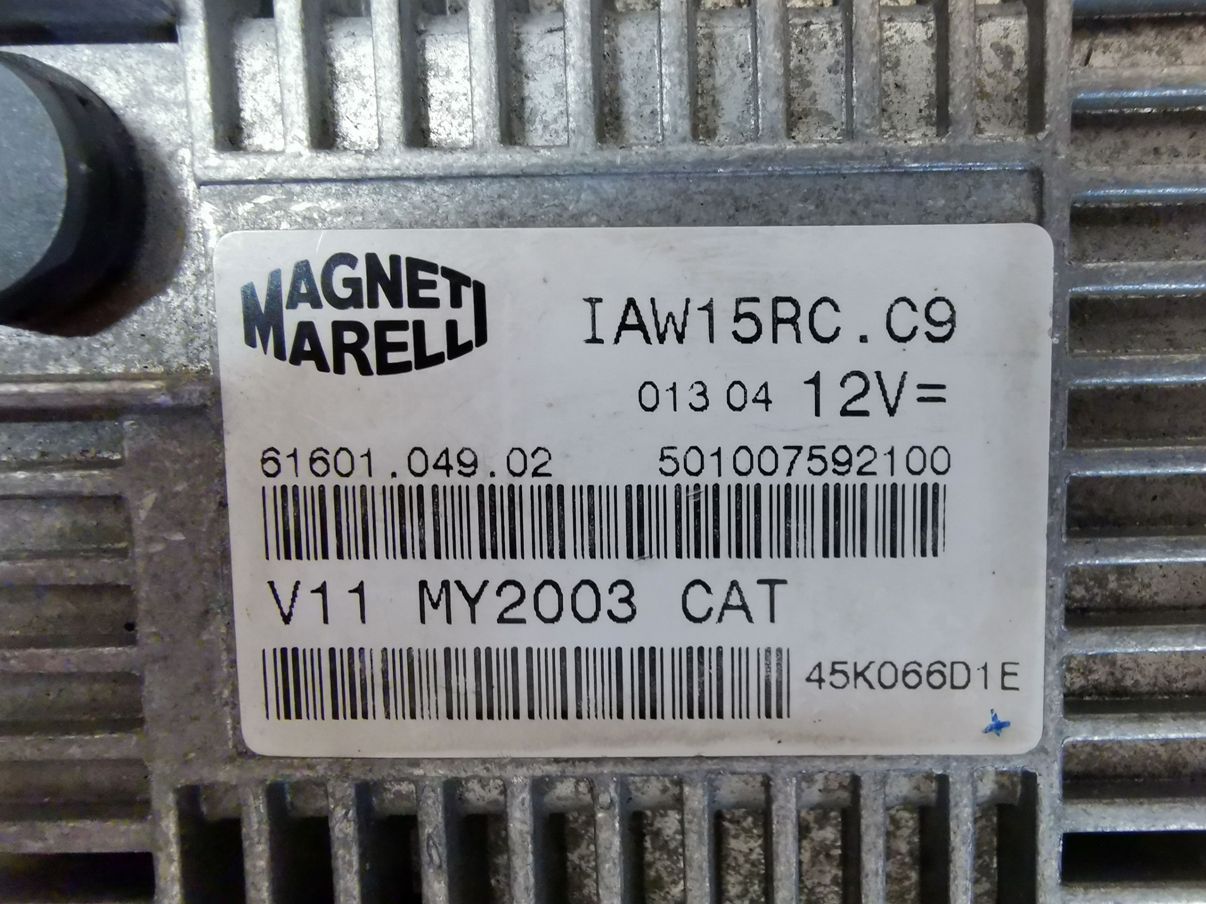 MAGNETI
MARELLI
IAW15RC.C9
013 04 12V=
61601.049.02 501007592100
V11 MY2003 CAT
45K066D1E